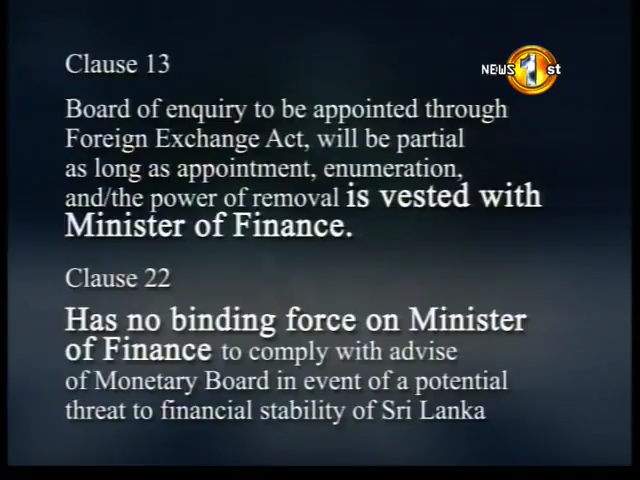 NEWS 1st
Clause 13
Board of enquiry to be appointed through
Foreign Exchange Act, will be partial
as long as appointment, enumeration,
and/the power of removal is vested with
Minister of Finance.
Clause 22
Has no binding force on Minister
of Finance to comply with advise
of Monetary Board in event of a potential
threat to financial stability of Sri Lanka